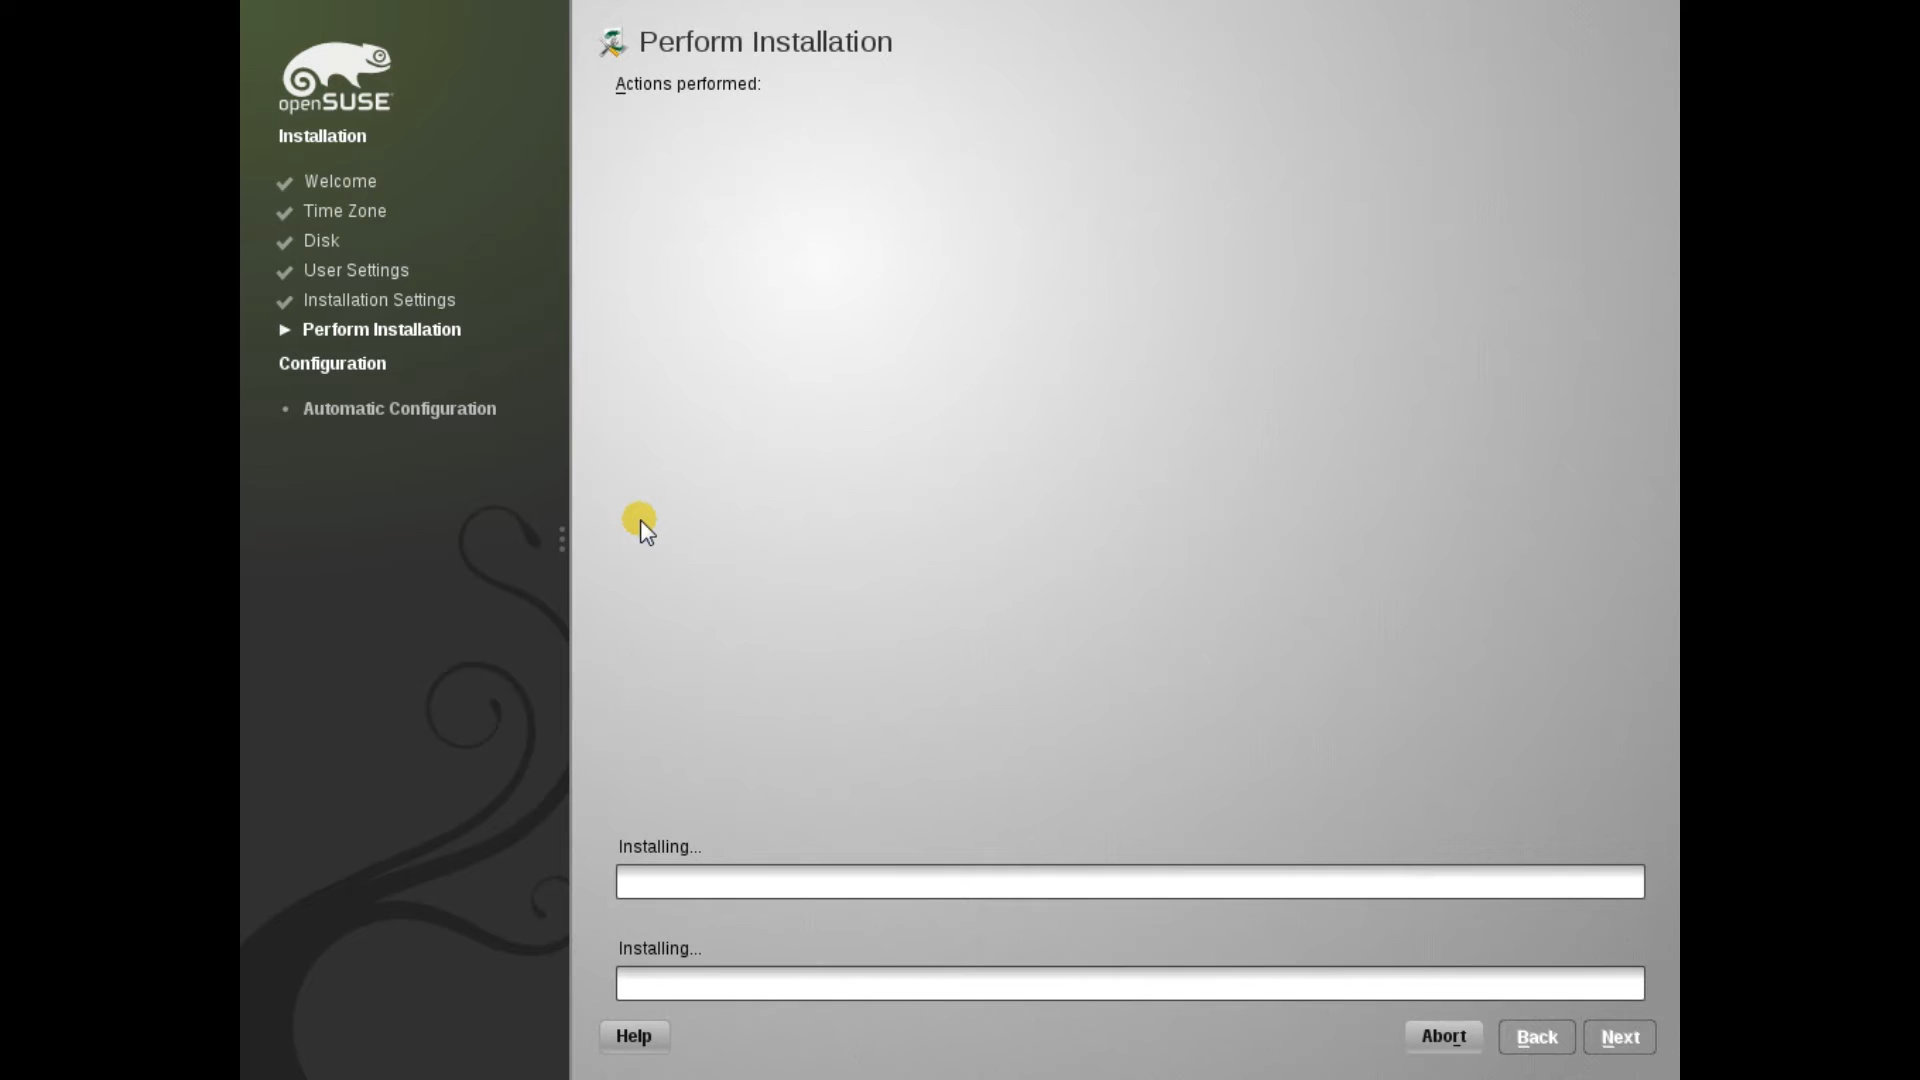 openSUSE
Installation
Welcome
Time Zone
Disk
User Settings
Installation Settings
Perform Installation
Configuration
Automatic Configuration
Perform Installation
Actions performed:
Installing...
Installing...
Help
Abort
Back
Next